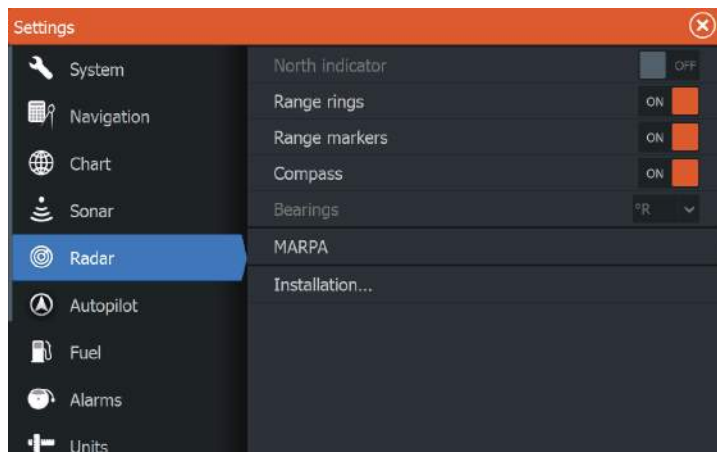 Settings
System
Navigation
Chart
Sonar
Radar
Autopilot
Fuel
Alarms
Units
North indicator OFF
Range rings ON
Range markers ON
Compass ON
Bearings °R
MARPA
Installation...